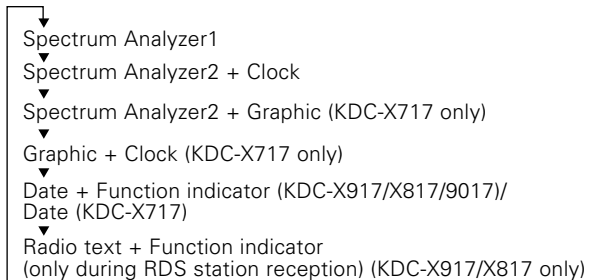 Spectrum Analyzer1
Spectrum Analyzer2 + Clock
Spectrum Analyzer2 + Graphic (KDC-X717 only)
Graphic + Clock (KDC-X717 only)
Date + Function indicator (KDC-X917/X817/9017)/
Date (KDC-X717)
Radio text + Function indicator
(only during RDS station reception) (KDC-X917/X817 only)